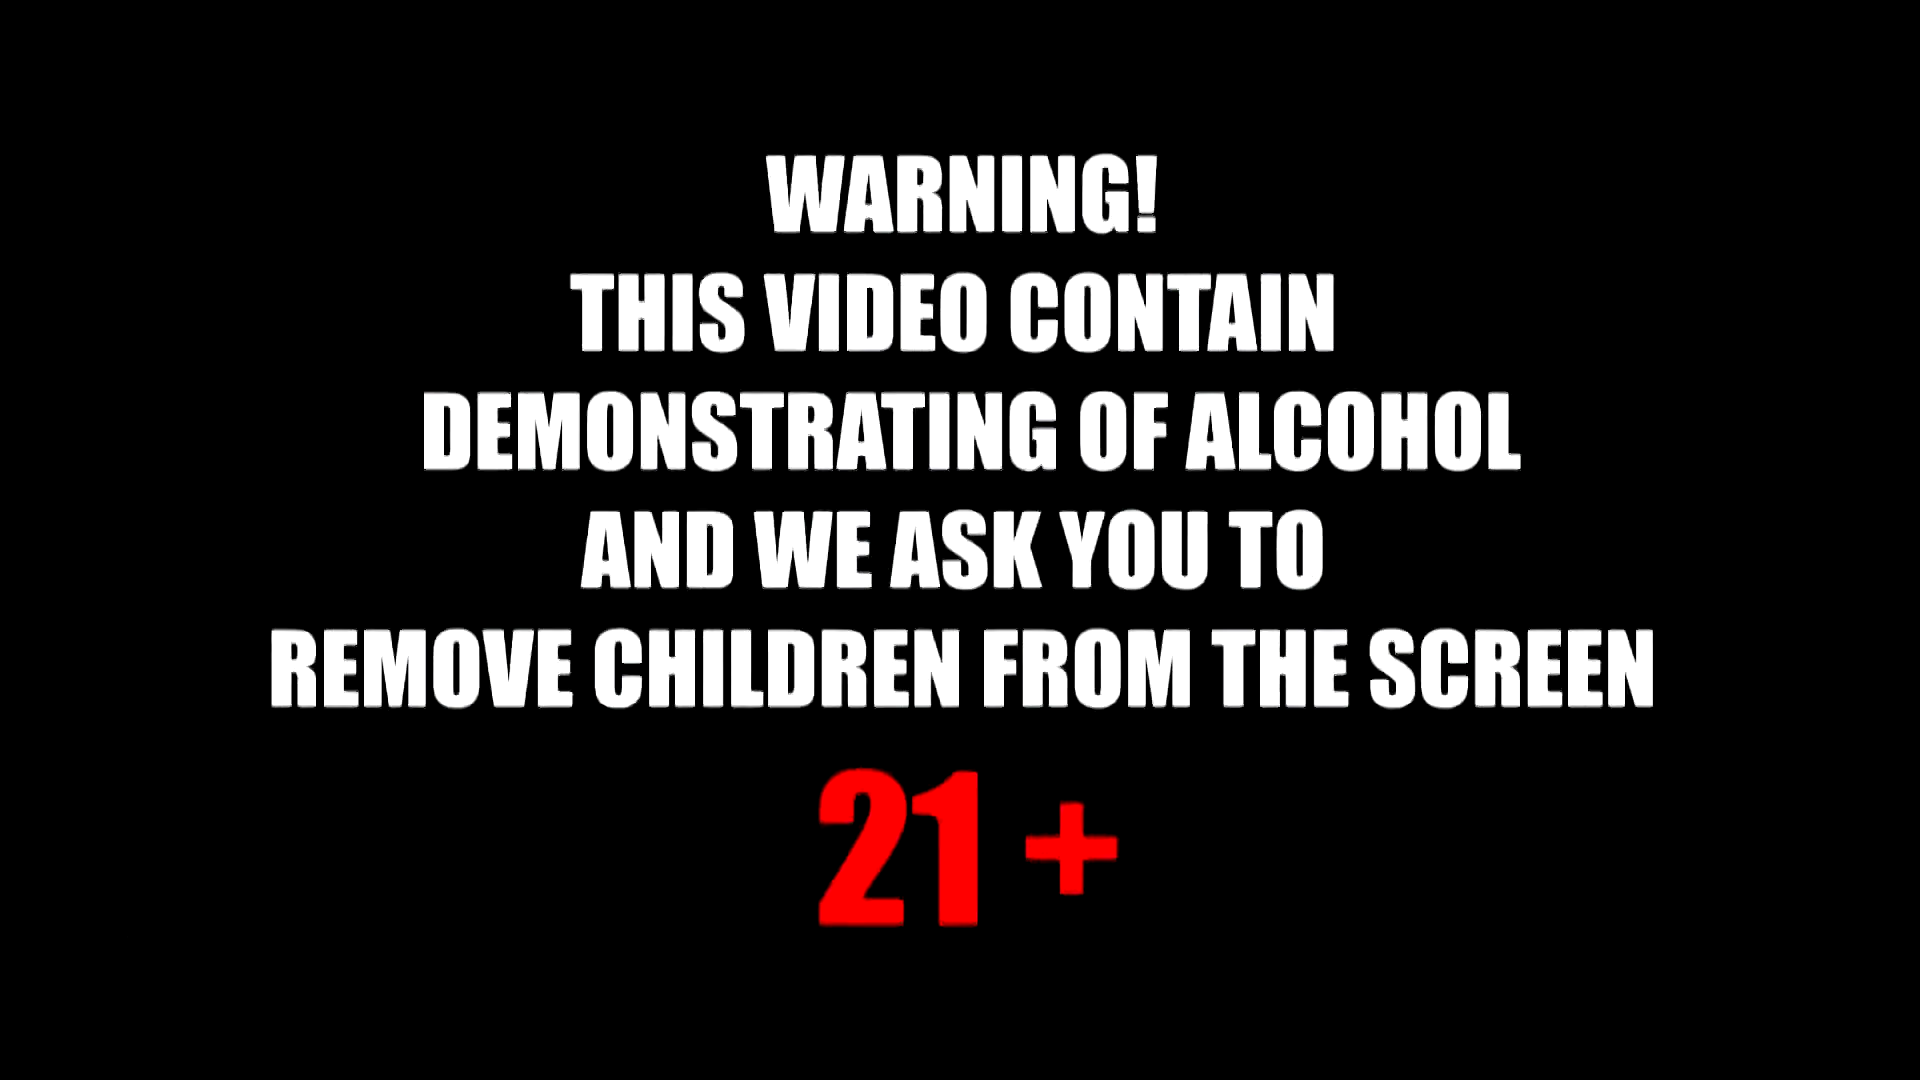 WARNING!
THIS VIDEO CONTAIN
DEMONSTRATING OF ALCOHOL
AND WE ASK YOU TO
REMOVE CHILDREN FROM THE SCREEN
21 +